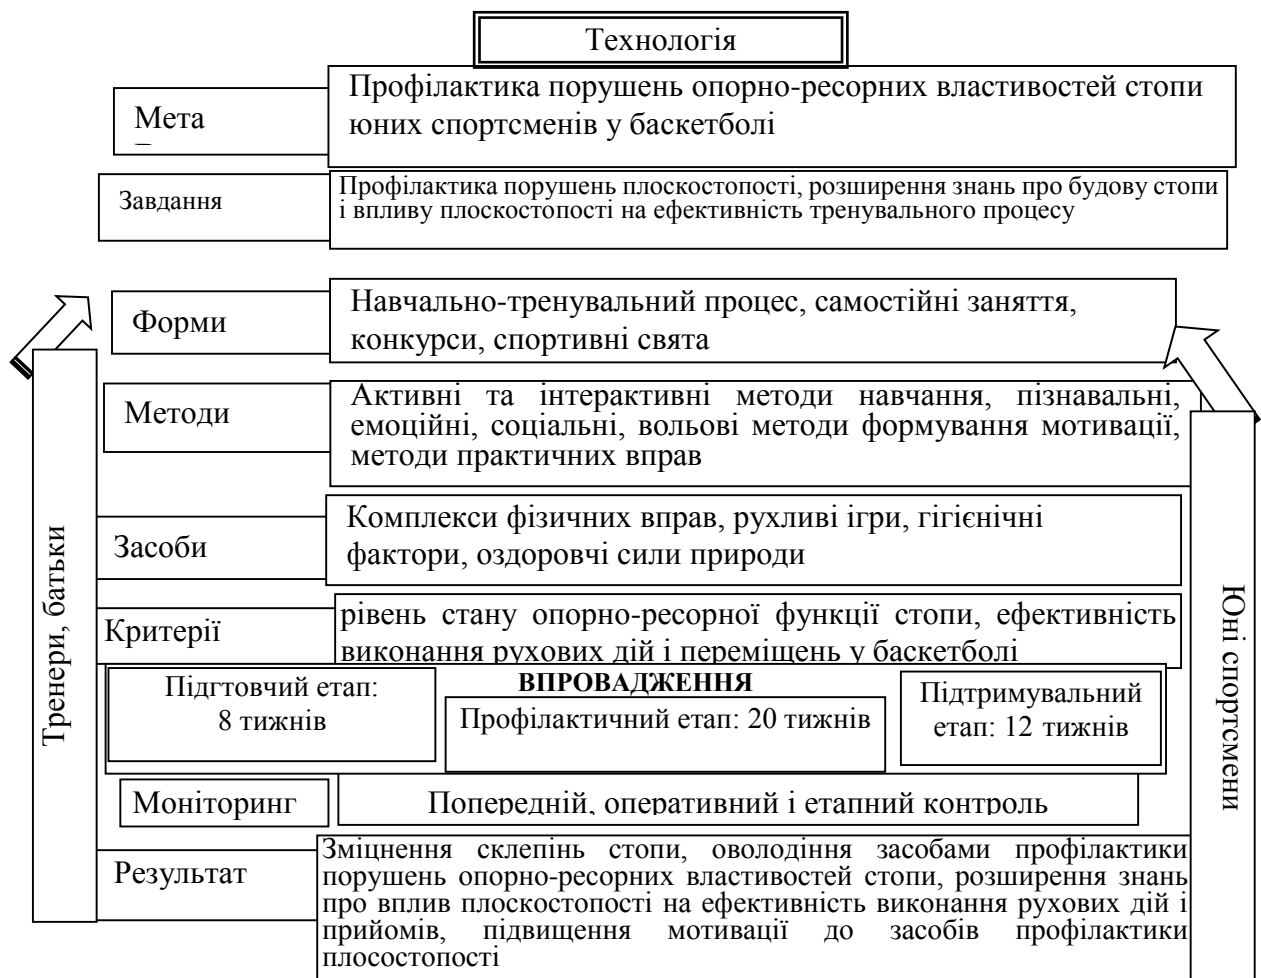 Технологія
Мета
Профілактика порушень опорно-ресорних властивостей стопи
юних спортсменів у баскетболі
Завдання
Профілактика порушень плоскостопості, розширення знань про будову стопи
і впливу плоскостопості на ефективність тренувального процесу
Форми
Навчально-тренувальний процес, самостійні заняття,
конкурси, спортивні свята
Методи
Активні та інтерактивні методи навчання, пізнавальні,
емоційні, соціальні, вольові методи формування мотивації,
методи практичних вправ
Засоби
Комплекси фізичних вправ, рухливі ігри, гігієнічні
фактори, оздоровчі сили природи
Критерії
рівень стану опорно-ресорної функції стопи, ефективність
виконання рухових дій і переміщень у баскетболі
ВПРОВАДЖЕННЯ
Підгтовчий етап:
8 тижнів
Профілактичний етап: 20 тижнів
Підтримувальний
етап: 12 тижнів
Моніторинг
Попередній, оперативний і етапний контроль
Результат
Зміцнення склепінь стопи, оволодіння засобами профілактики
порушень опорно-ресорних властивостей стопи, розширення знань
про вплив плоскостопості на ефективність виконання рухових дій і
прийомів, підвищення мотивації до засобів профілактики
плосостопості
Тренери, батьки
Юні спортсмени